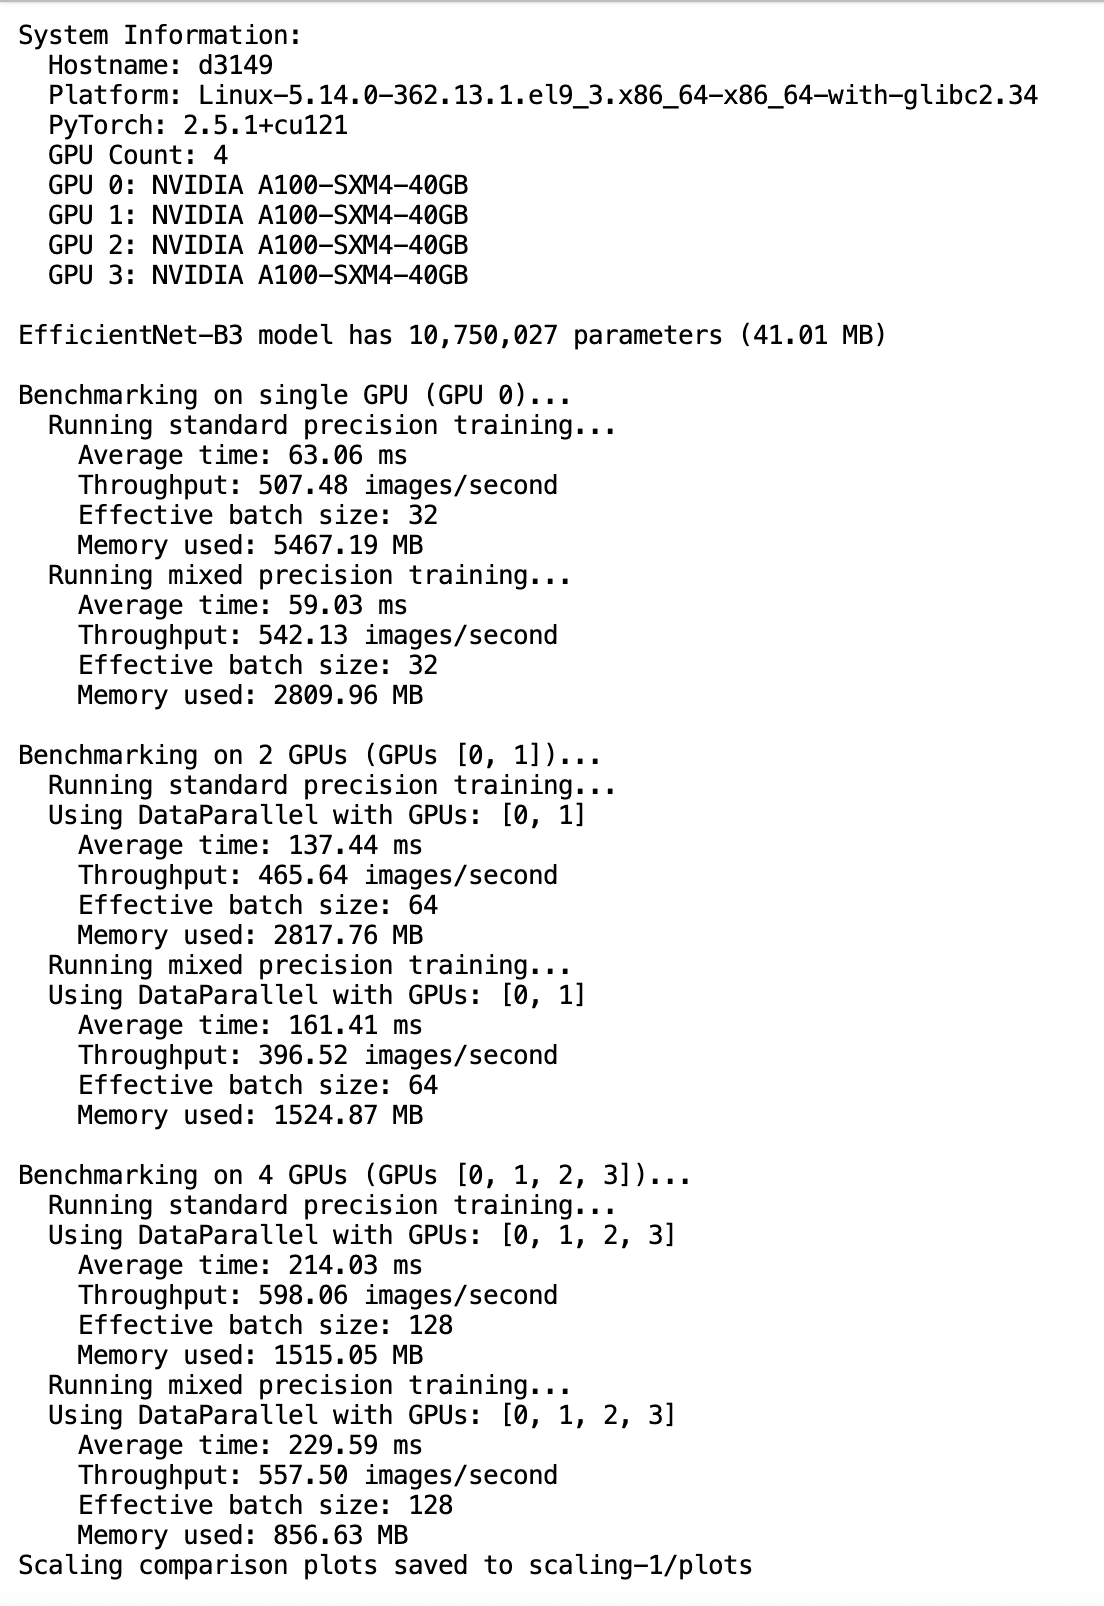 System Information:
Hostname: d3149
Platform: Linux-5.14.0-362.13.1.el9_3.x86_64-x86_64-with-glibc2.34
PyTorch: 2.5.1+cu121
GPU Count: 4
GPU 0: NVIDIA A100-SXM4-40GB
GPU 1: NVIDIA A100-SXM4-40GB
GPU 2: NVIDIA A100-SXM4-40GB
GPU 3: NVIDIA A100-SXM4-40GB
EfficientNet-B3 model has 10,750,027 parameters (41.01 MB)
Benchmarking on single GPU (GPU 0)...
Running standard precision training...
Average time: 63.06 ms
Throughput: 507.48 images/second
Effective batch size: 32
Memory used: 5467.19 MB
Running mixed precision training...
Average time: 59.03 ms
Throughput: 542.13 images/second
Effective batch size: 32
Memory used: 2809.96 MB
Benchmarking on 2 GPUs (GPUs [0, 1])...
Running standard precision training...
Using DataParallel with GPUs: [0, 1]
Average time: 137.44 ms
Throughput: 465.64 images/second
Effective batch size: 64
Memory used: 2817.76 MB
Running mixed precision training...
Using DataParallel with GPUs: [0, 1]
Average time: 161.41 ms
Throughput: 396.52 images/second
Effective batch size: 64
Memory used: 1524.87 MB
Benchmarking on 4 GPUs (GPUs [0, 1, 2, 3])...
Running standard precision training...
Using DataParallel with GPUs: [0, 1, 2, 3]
Average time: 214.03 ms
Throughput: 598.06 images/second
Effective batch size: 128
Memory used: 1515.05 MB
Running mixed precision training...
Using DataParallel with GPUs: [0, 1, 2, 3]
Average time: 229.59 ms
Throughput: 557.50 images/second
Effective batch size: 128
Memory used: 856.63 MB
Scaling comparison plots saved to scaling-1/plots